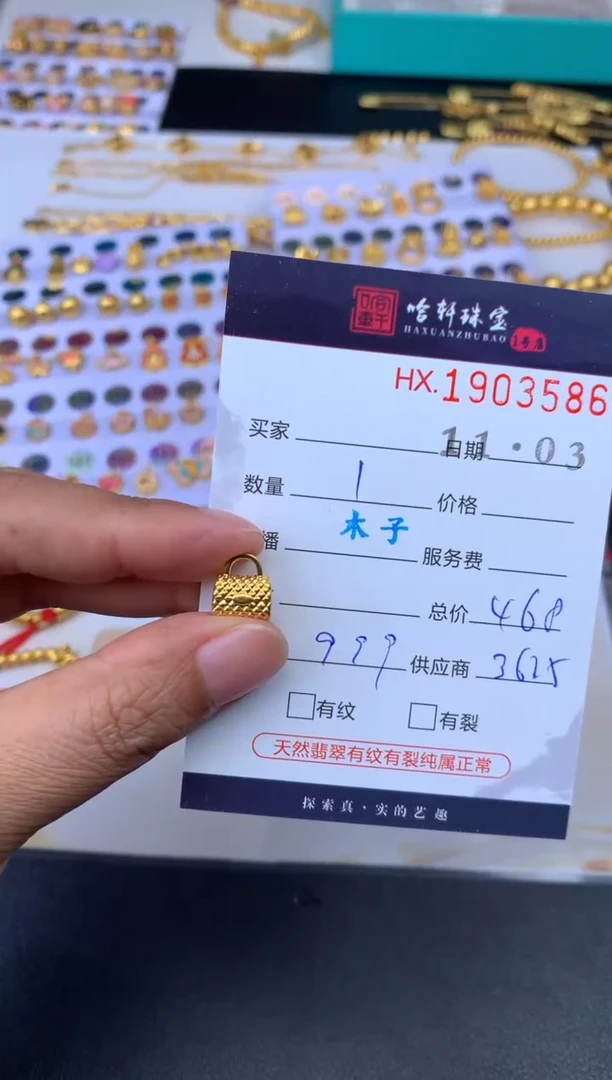 哈轩珠宝
HAXUANZHUBAO
1号店
HX.1903586
买家 日期 11·03
数量 1 价格
播 木子 服务费
总价 468
999 供应商 3625
有纹 有裂
天然翡翠有纹有裂纯属正常
探索真·实的艺趣